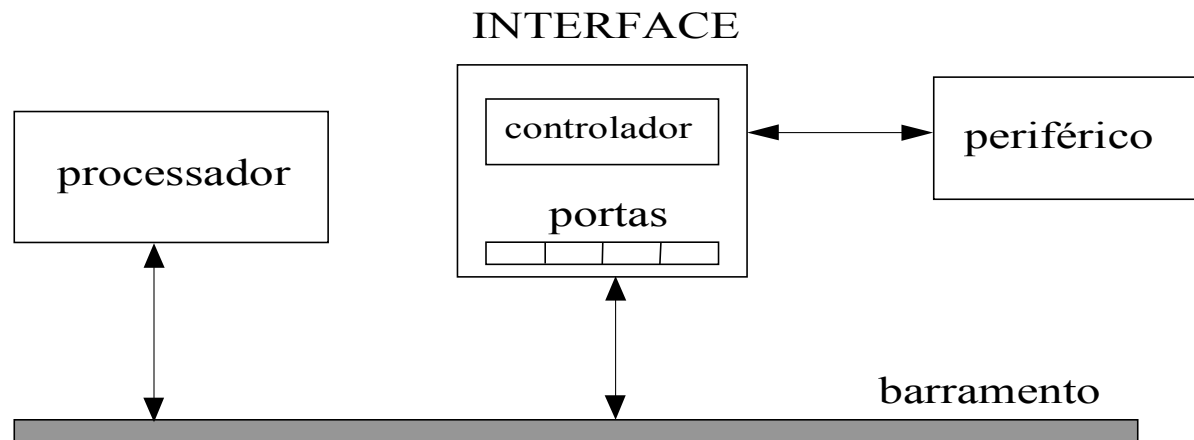 INTERFACE
controlador
periférico
processador
portas
barramento